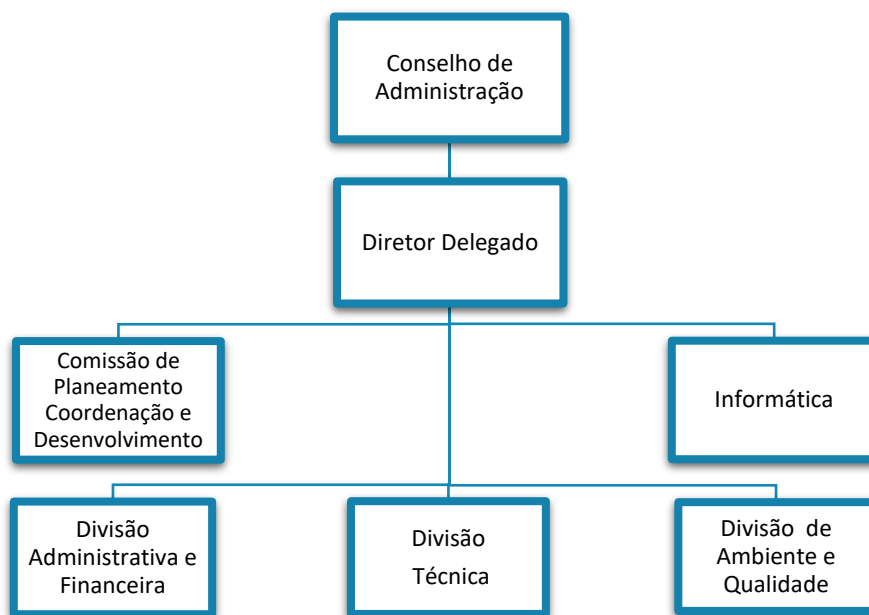 Conselho de
Administração
Diretor Delegado
Comissão de
Planeamento
Coordenação e
Desenvolvimento
Informática
Divisão
Administrativa e
Financeira
Divisão
Técnica
Divisão de
Ambiente e
Qualidade